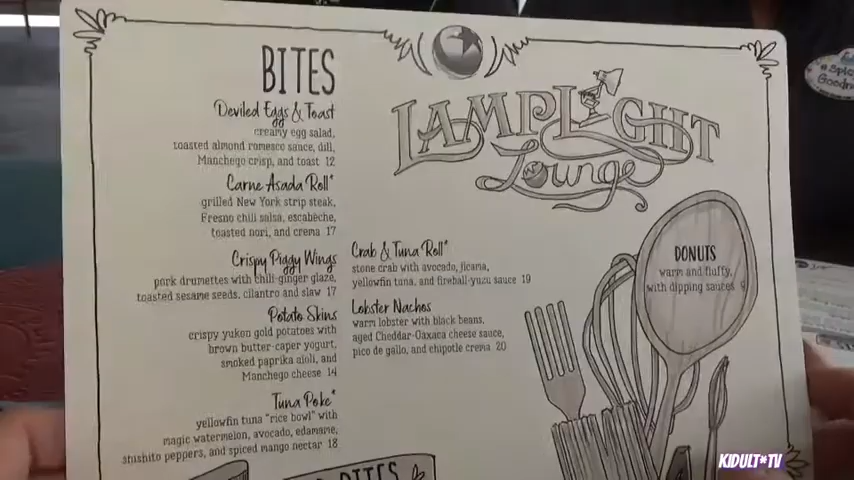 BITES
Deviled Eggs & Toast
creamy egg salad,
toasted almond romesco sauce, dill,
Manchego crisp, and toast 12
Carne Asada Roll*
grilled New York strip steak,
Fresno chili salsa, escabèche,
toasted nori, and crema 17
Crispy Piggy Wings
pork drumettes with chili-ginger glaze,
toasted sesame seeds, cilantro and slaw 17
Potato Skins
crispy yukon gold potatoes with
brown butter-caper yogurt,
smoked paprika aioli, and
Manchego cheese 14
Tuna Poke*
yellowfin tuna "rice bowl" with
magic watermelon, avocado, edamame,
shishito peppers, and spiced mango nectar 18
LAMPLIGHT
Lounge
Crab & Tuna Roll*
stone crab with avocado, jicama,
yellowfin tuna, and fireball-yuzu sauce 19
Lobster Nachos
warm lobster with black beans,
aged Cheddar-Oaxaca cheese sauce,
pico de gallo, and chipotle crema 20
DONUTS
warm and fluffy,
with dipping sauces 9
BITES
KIDULT*TV